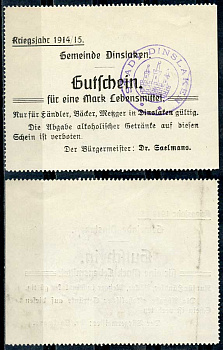 Kriegsjahr 1914/15.
Gemeinde Dinslaken.
STADT DINSLAKEN
Gutschein.
für eine Mark Lebensmittel.
Nur für Händler, Bäcker, Metzger in Dinslaken gültig.
Die Abgabe alkoholischer Getränke auf diesen
Schein ist verboten.
Der Bürgermeister: Dr. Saelmans.